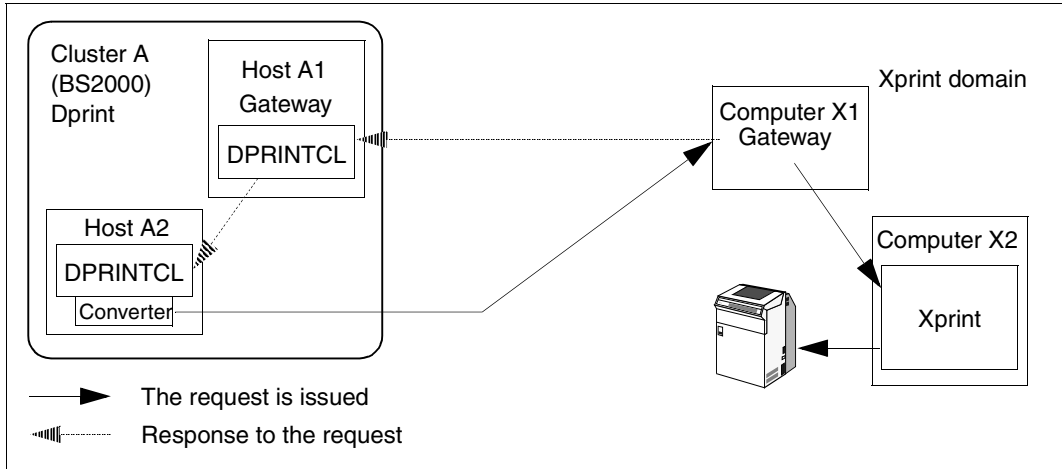 Cluster A
(BS2000)
Dprint
Host A1
Gateway
DPRINTCL
Host A2
DPRINTCL
Converter
Xprint domain
Computer X1
Gateway
Computer X2
Xprint
The request is issued
Response to the request